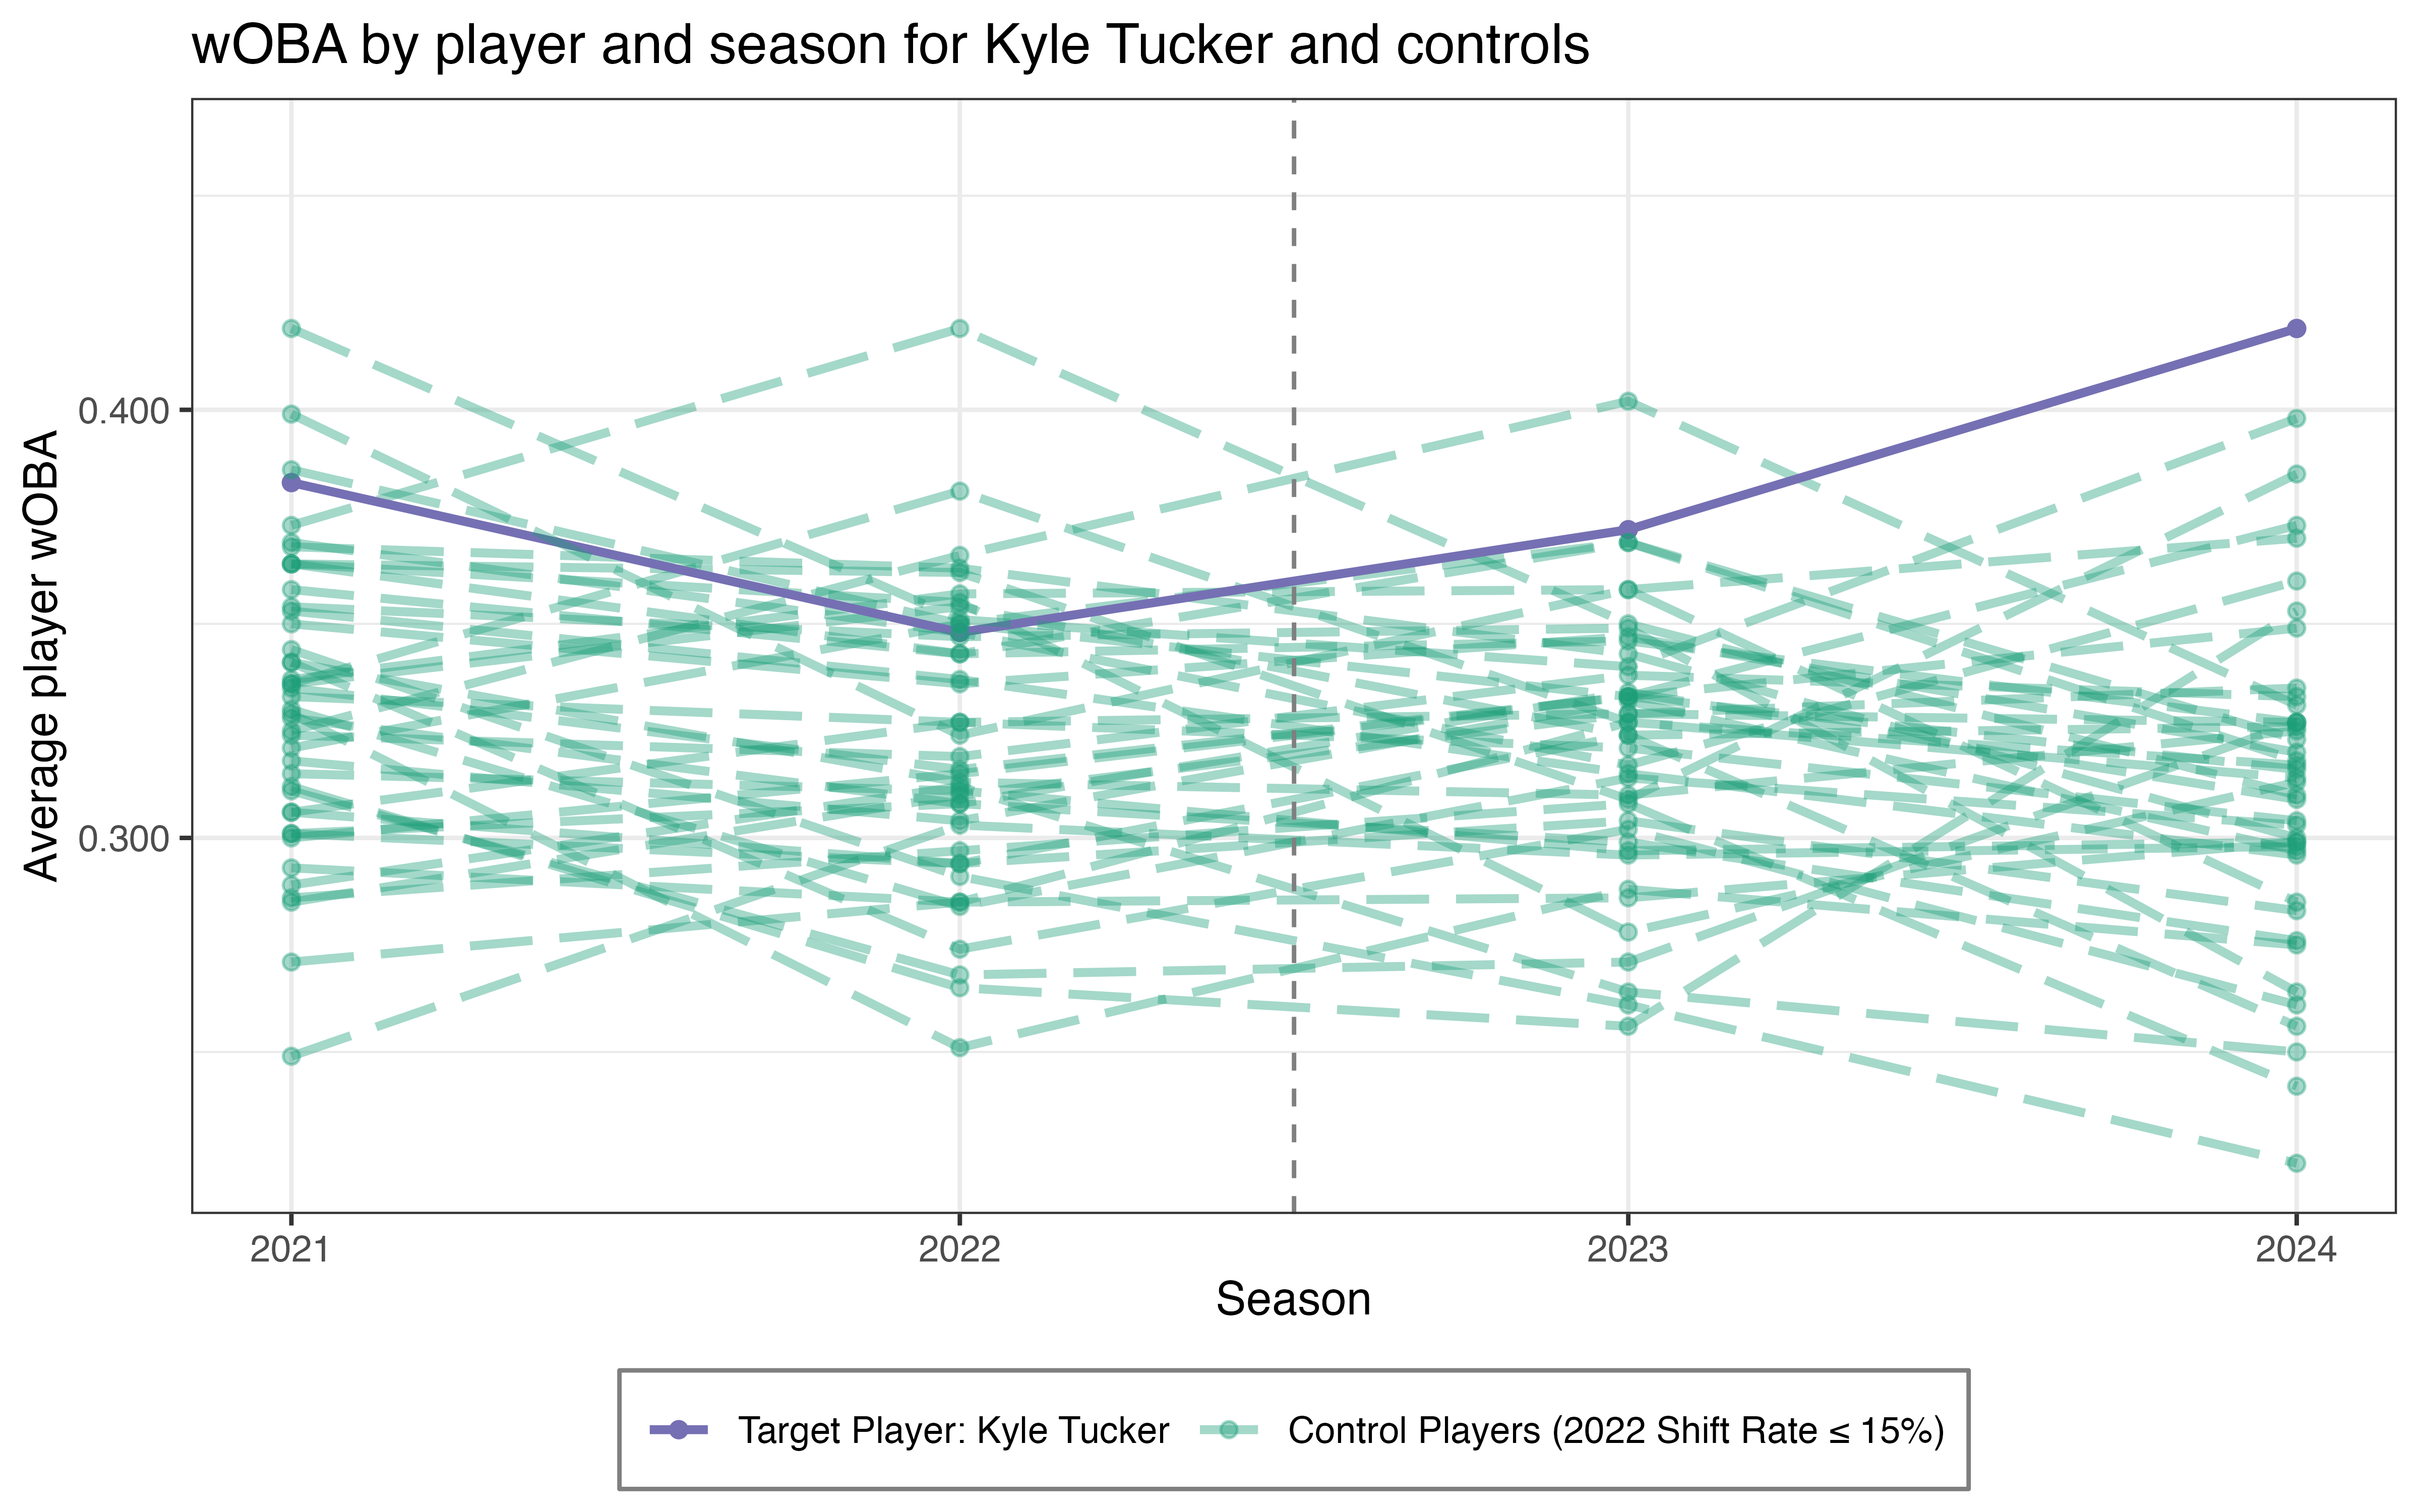 wOBA by player and season for Kyle Tucker and controls
Average player wOBA
0.400
0.300
2021
2022
2023
2024
Season
Target Player: Kyle Tucker
Control Players (2022 Shift Rate ≤ 15%)